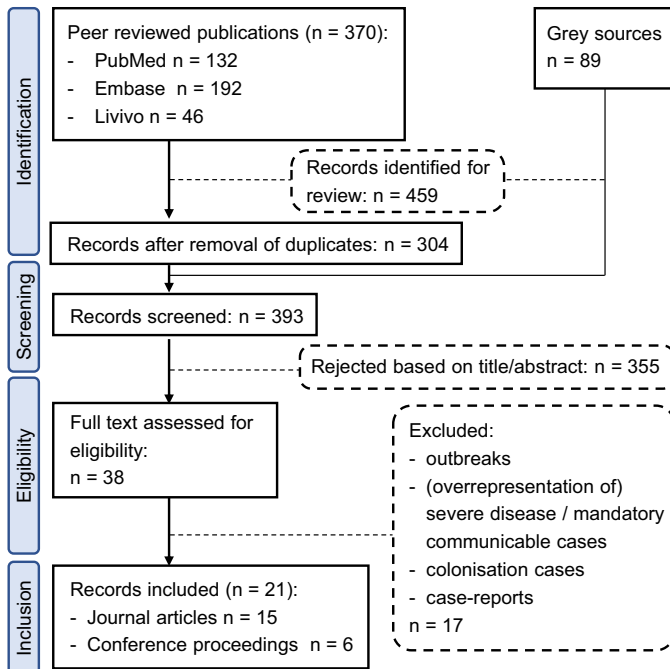 Identification
Peer reviewed publications (n = 370):
- PubMed n = 132
- Embase n = 192
- Livivo n = 46
Grey sources
n = 89
Records identified for
review: n = 459
Records after removal of duplicates: n = 304
Screening
Records screened: n = 393
Rejected based on title/abstract: n = 355
Eligibility
Full text assessed for
eligibility:
n = 38
Excluded:
- outbreaks
- (overrepresentation of)
severe disease / mandatory
communicable cases
- colonisation cases
- case-reports
n = 17
Inclusion
Records included (n = 21):
- Journal articles n = 15
- Conference proceedings n = 6